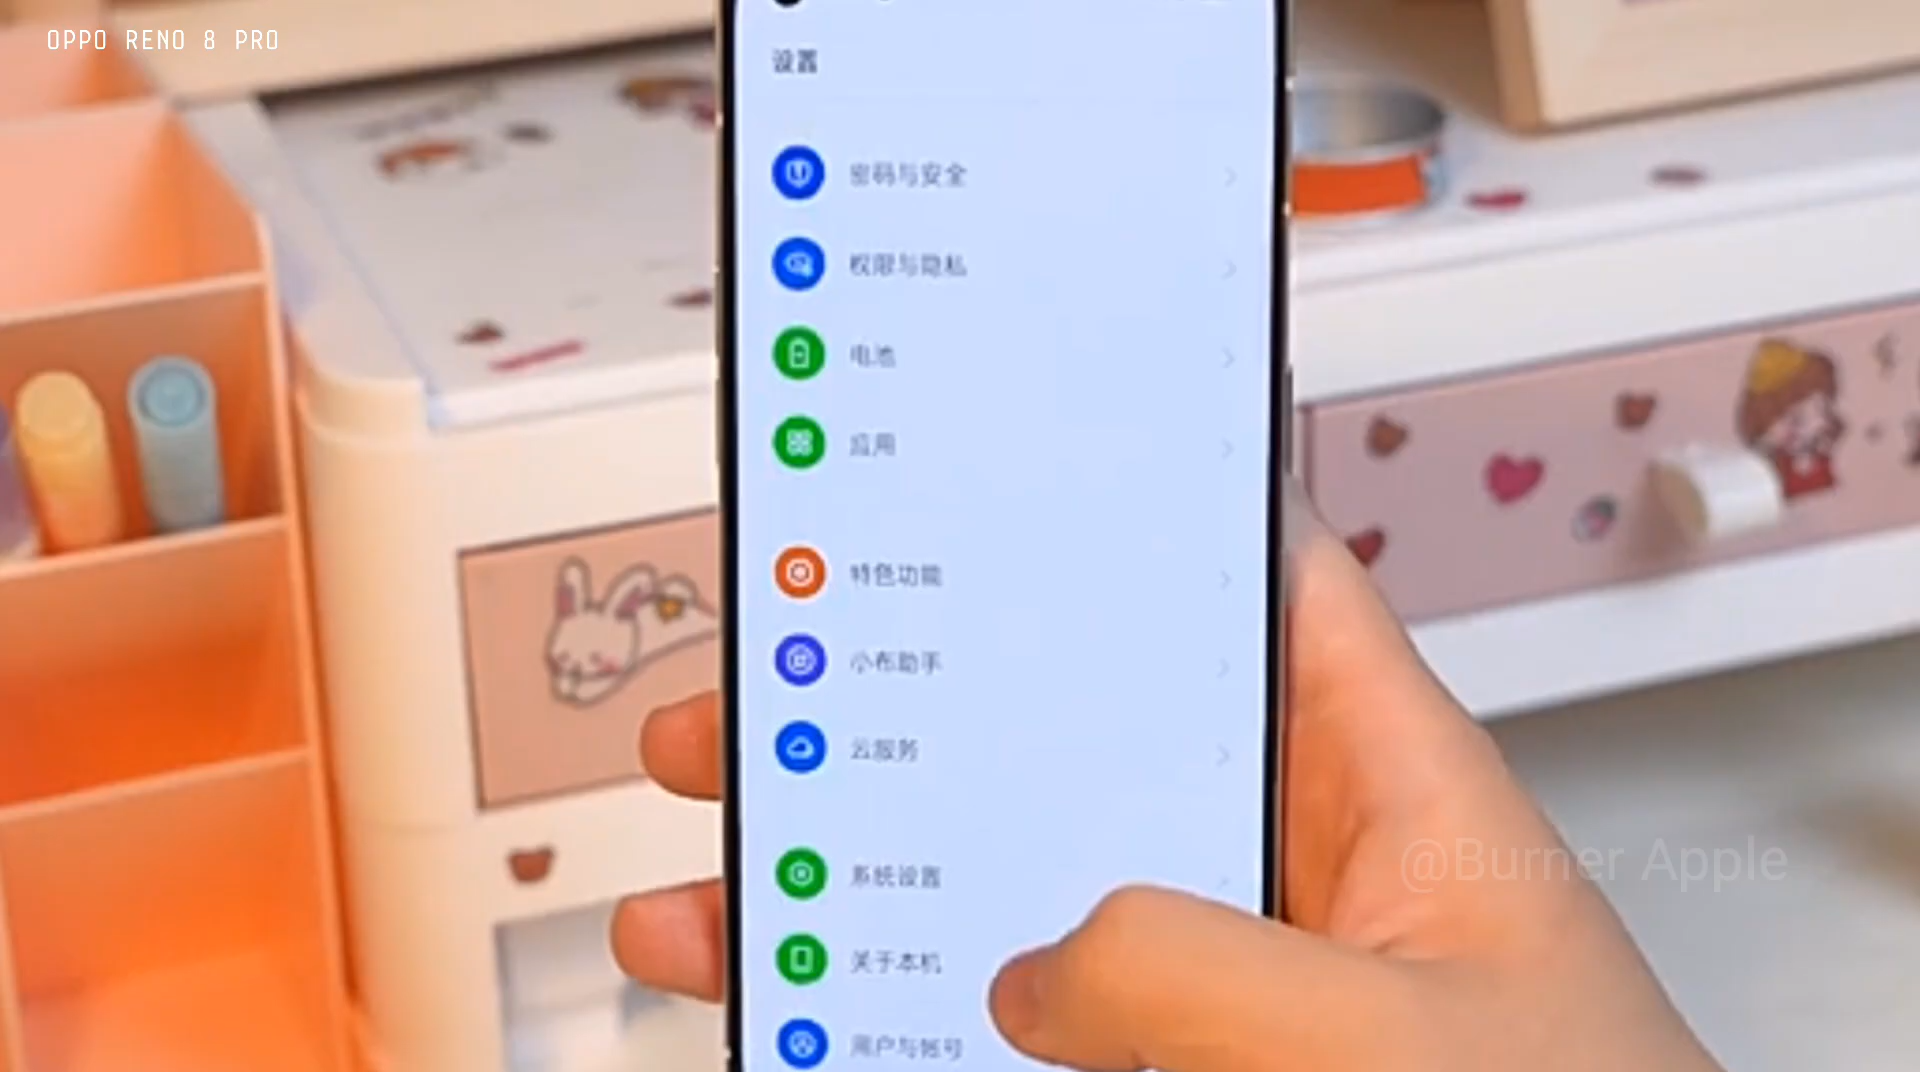 OPPO RENO 8 PRO
设置
密码与安全
权限与隐私
电池
应用
特色功能
小布助手
云服务
系统设置
关于本机
用户与账号
@Burner Apple